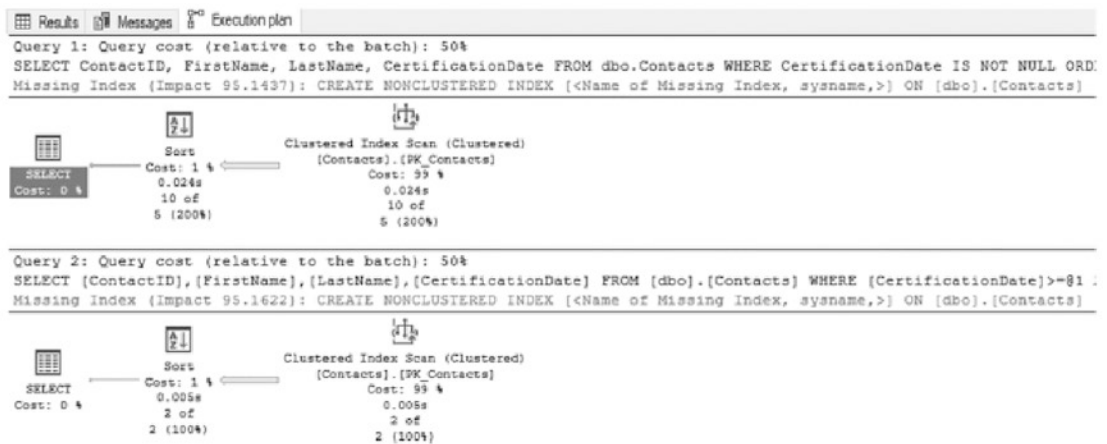 Results Messages Execution plan
Query 1: Query cost (relative to the batch): 50%
SELECT ContactID, FirstName, LastName, CertificationDate FROM dbo.Contacts WHERE CertificationDate IS NOT NULL ORD
Missing Index (Impact 95.1437): CREATE NONCLUSTERED INDEX [<Name of Missing Index, sysname,>] ON [dbo].[Contacts]
SELECT
Cost: 0 %
Sort
Cost: 1 %
0.024s
10 of
5 (200%)
Clustered Index Scan (Clustered)
[Contacts].[PK_Contacts]
Cost: 99 %
0.024s
10 of
5 (200%)
Query 2: Query cost (relative to the batch): 50%
SELECT [ContactID],[FirstName],[LastName],[CertificationDate] FROM [dbo].[Contacts] WHERE [CertificationDate]>=@1
Missing Index (Impact 95.1622): CREATE NONCLUSTERED INDEX [<Name of Missing Index, sysname,>] ON [dbo].[Contacts]
SELECT
Cost: 0 %
Sort
Cost: 1 %
0.005s
2 of
2 (100%)
Clustered Index Scan (Clustered)
[Contacts].[PK_Contacts]
Cost: 99 %
0.005s
2 of
2 (100%)